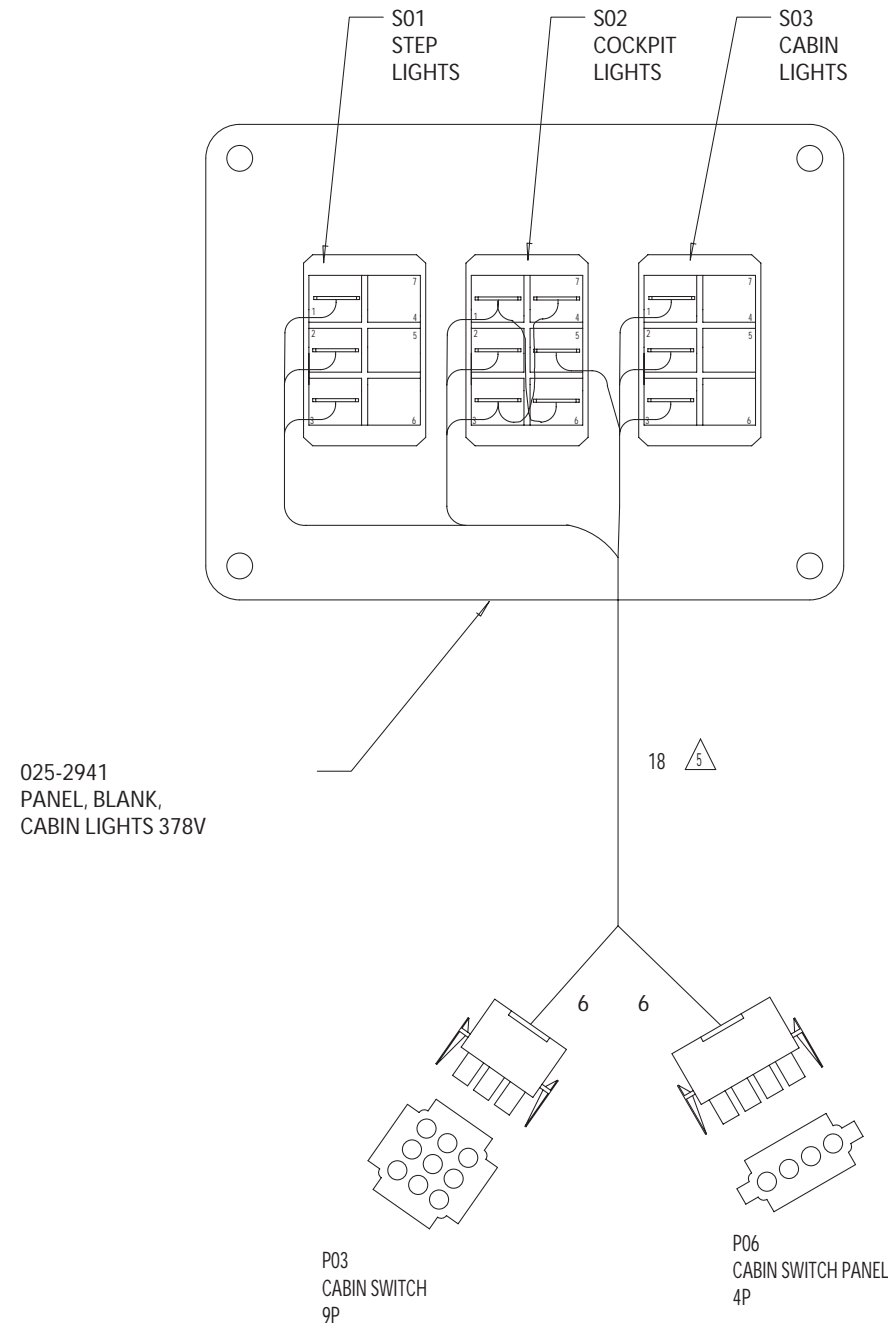 S01
STEP
LIGHTS
S02
COCKPIT
LIGHTS
S03
CABIN
LIGHTS
1
7
4
2
5
3
6
1
7
4
2
5
3
6
1
7
4
2
5
3
6
025-2941
PANEL, BLANK,
CABIN LIGHTS 378V
18
5
6
6
P03
CABIN SWITCH
9P
P06
CABIN SWITCH PANEL
4P